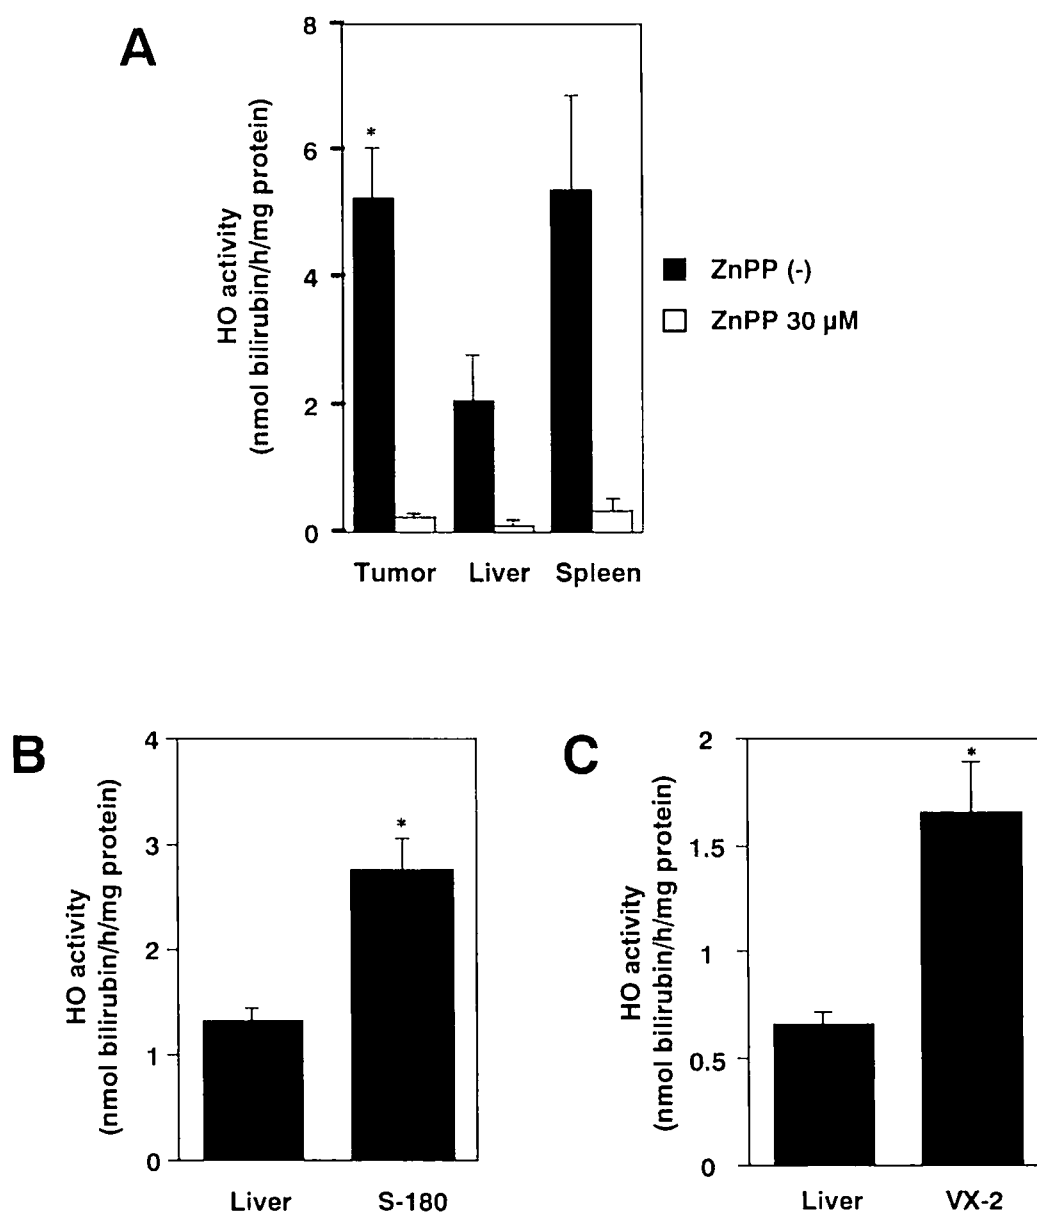 A
8
6
4
2
0
HO activity
(nmol bilirubin/h/mg protein)
*
Tumor Liver Spleen
ZnPP (-)
ZnPP 30 µM
B
4
3
2
1
0
HO activity
(nmol bilirubin/h/mg protein)
*
Liver S-180
C
2
1.5
1
0.5
0
HO activity
(nmol bilirubin/h/mg protein)
*
Liver VX-2